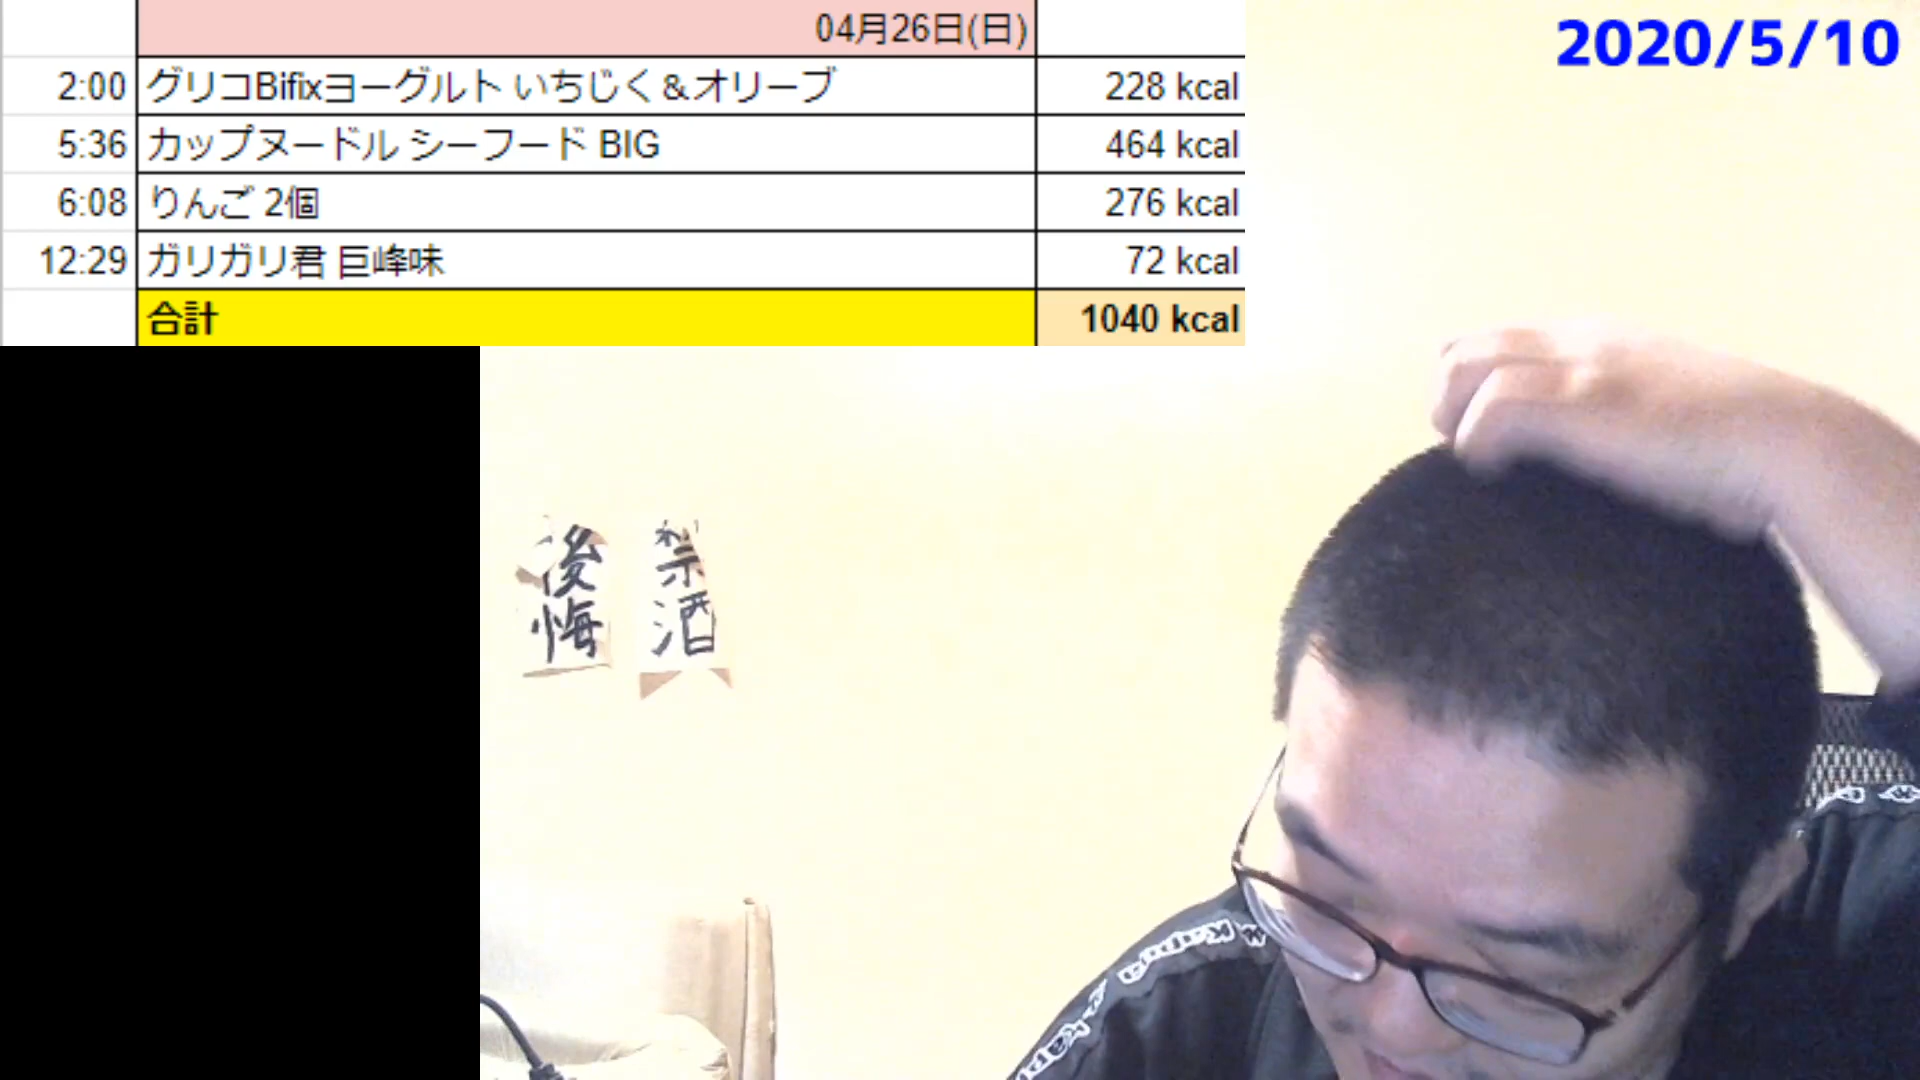 04月26日(日)
2020/5/10
2:00 グリコBifixヨーグルト いちじく＆オリーブ 228 kcal
5:36 カップヌードル シーフード BIG 464 kcal
6:08 りんご 2個 276 kcal
12:29 ガリガリ君 巨峰味 72 kcal
合計 1040 kcal
禁酒
後悔
Kappa
Kappa